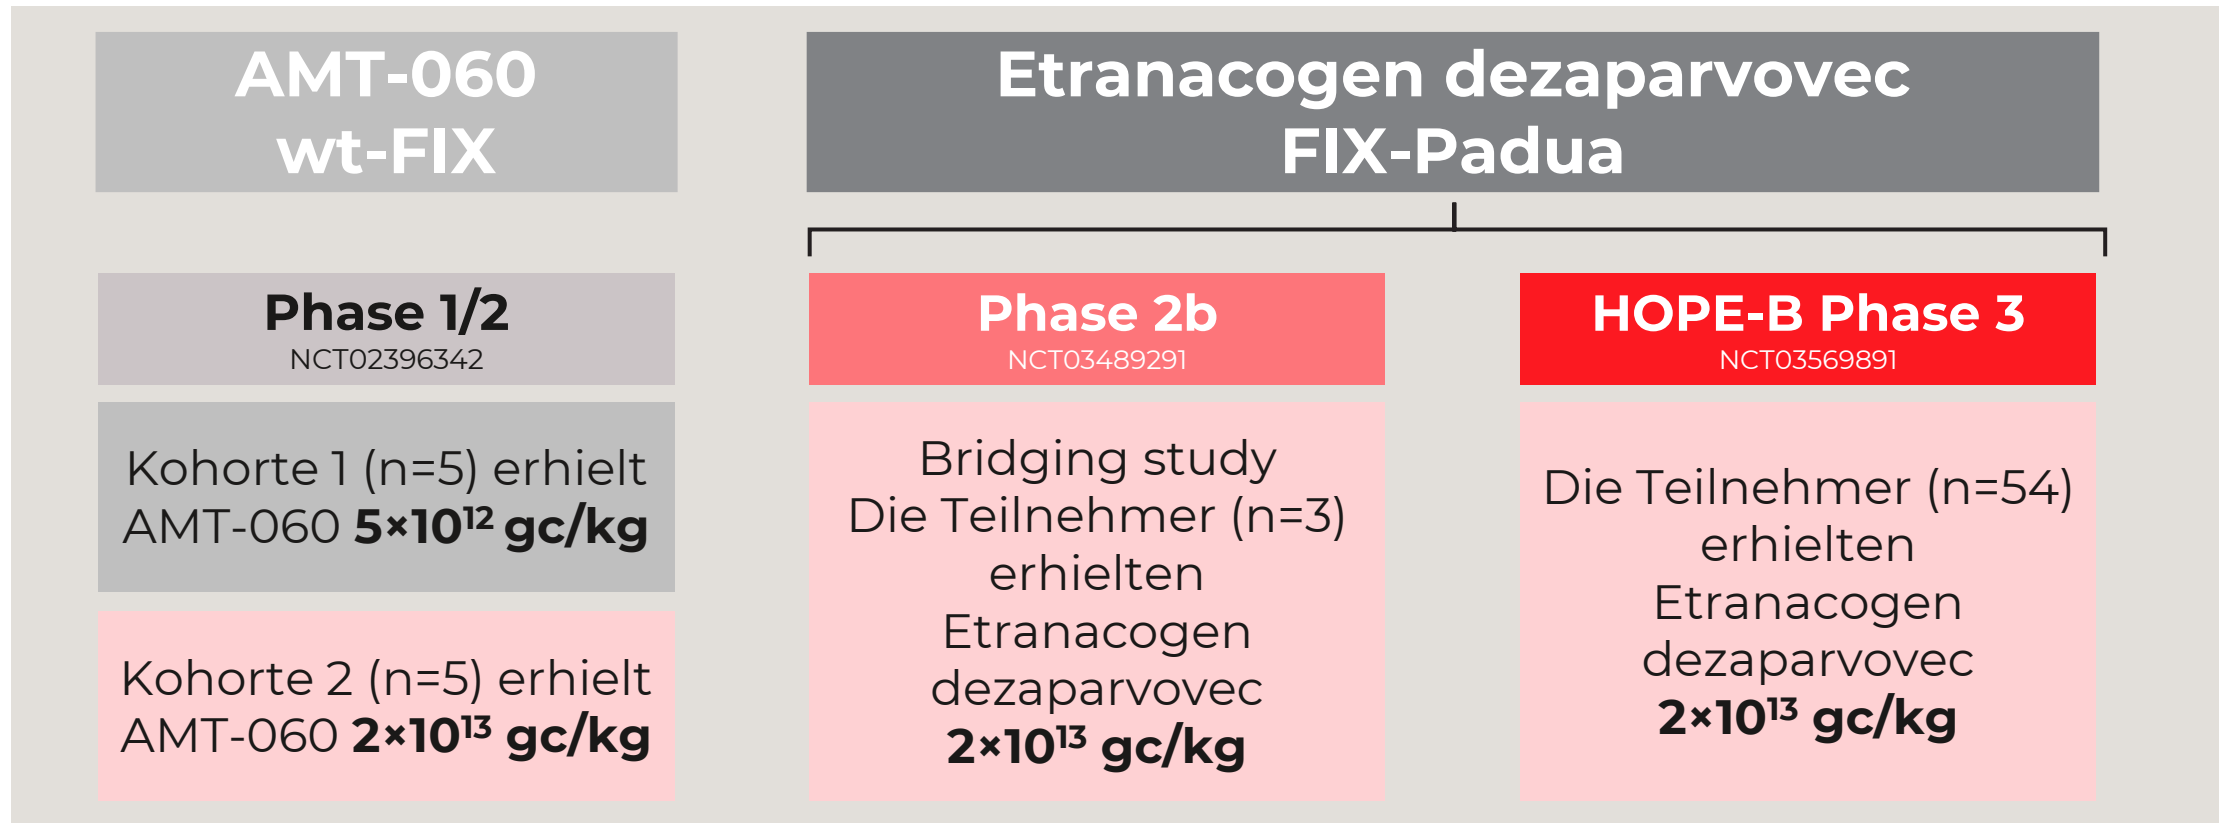 AMT-060
wt-FIX
Etranacogen dezaparvovec
FIX-Padua
Phase 1/2
NCT02396342
Kohorte 1 (n=5) erhielt
AMT-060 5×10¹² gc/kg
Kohorte 2 (n=5) erhielt
AMT-060 2×10¹³ gc/kg
Phase 2b
NCT03489291
Bridging study
Die Teilnehmer (n=3)
erhielten
Etranacogen
dezaparvovec
2×10¹³ gc/kg
HOPE-B Phase 3
NCT03569891
Die Teilnehmer (n=54)
erhielten
Etranacogen
dezaparvovec
2×10¹³ gc/kg